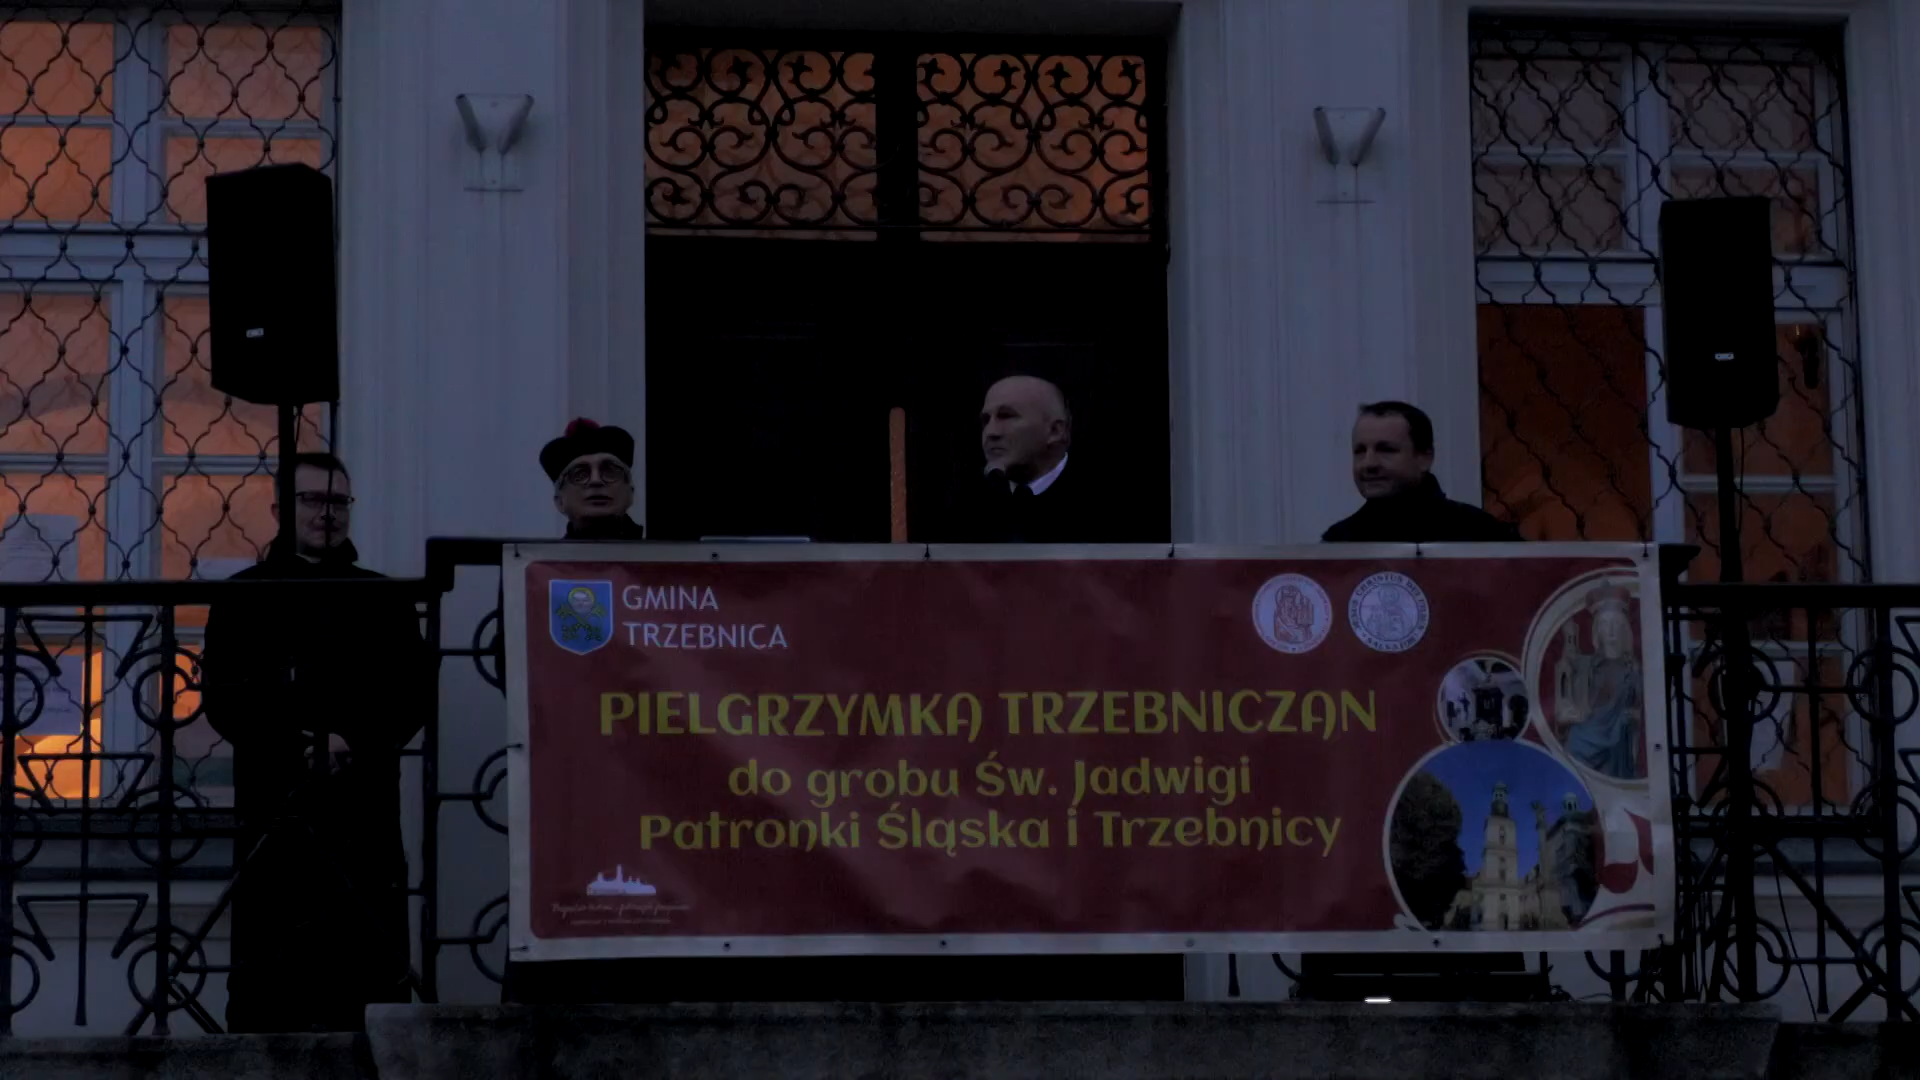 GMINA
TRZEBNICA
PIELGRZYMKA TRZEBNICZAN
do grobu Św. Jadwigi
Patronki Śląska i Trzebnicy